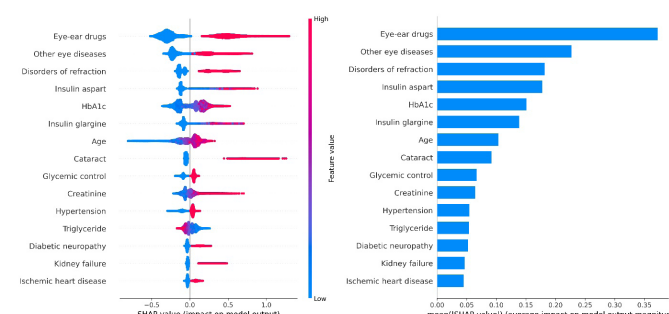 High
Eye-ear drugs
Other eye diseases
Disorders of refraction
Insulin aspart
HbA1c
Insulin glargine
Age
Cataract
Glycemic control
Creatinine
Hypertension
Triglyceride
Diabetic neuropathy
Kidney failure
Ischemic heart disease
Feature value
Low
−0.5 0.0 0.5 1.0
SHAP value (impact on model output)
Eye-ear drugs
Other eye diseases
Disorders of refraction
Insulin aspart
HbA1c
Insulin glargine
Age
Cataract
Glycemic control
Creatinine
Hypertension
Triglyceride
Diabetic neuropathy
Kidney failure
Ischemic heart disease
0.00 0.05 0.10 0.15 0.20 0.25 0.30 0.35
mean(|SHAP value|) (average impact on model output